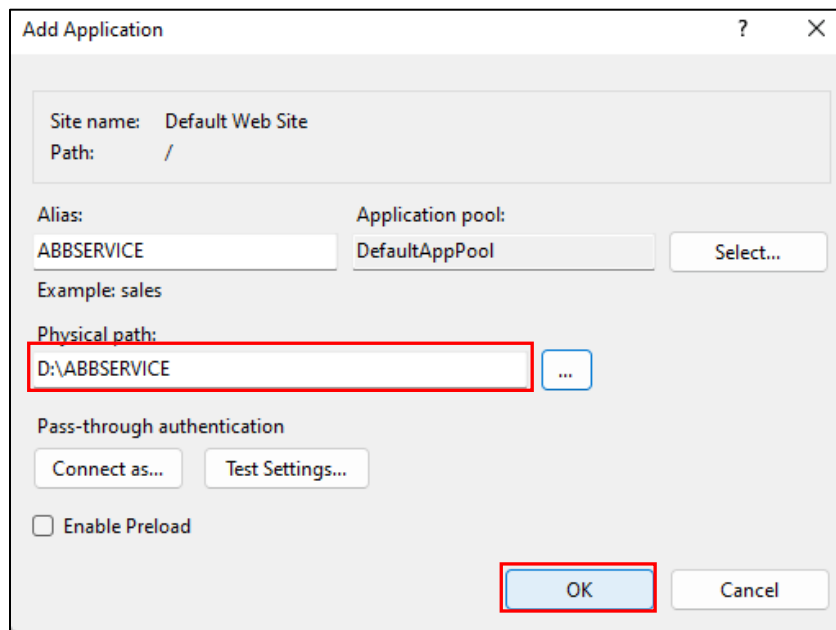 Add Application ?
Site name: Default Web Site
Path: /
Alias: Application pool:
ABBSERVICE DefaultAppPool Select...
Example: sales
Physical path:
D:\ABBSERVICE ...
Pass-through authentication
Connect as... Test Settings...
Enable Preload
OK Cancel